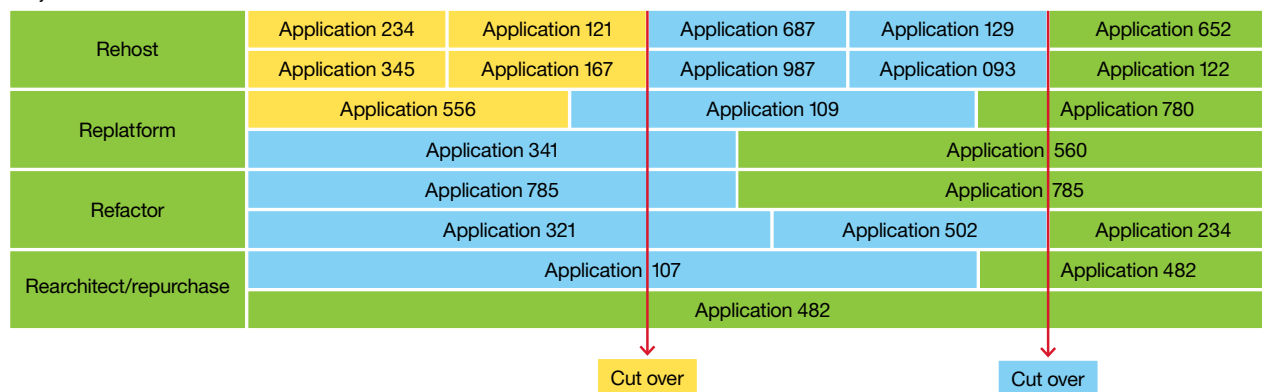 Rehost
Application 234 Application 121 Application 687 Application 129 Application 652
Application 345 Application 167 Application 987 Application 093 Application 122
Replatform
Application 556 Application 109 Application 780
Application 341 Application 560
Refactor
Application 785 Application 785
Application 321 Application 502 Application 234
Rearchitect/repurchase
Application 107 Application 482
Application 482
Cut over Cut over